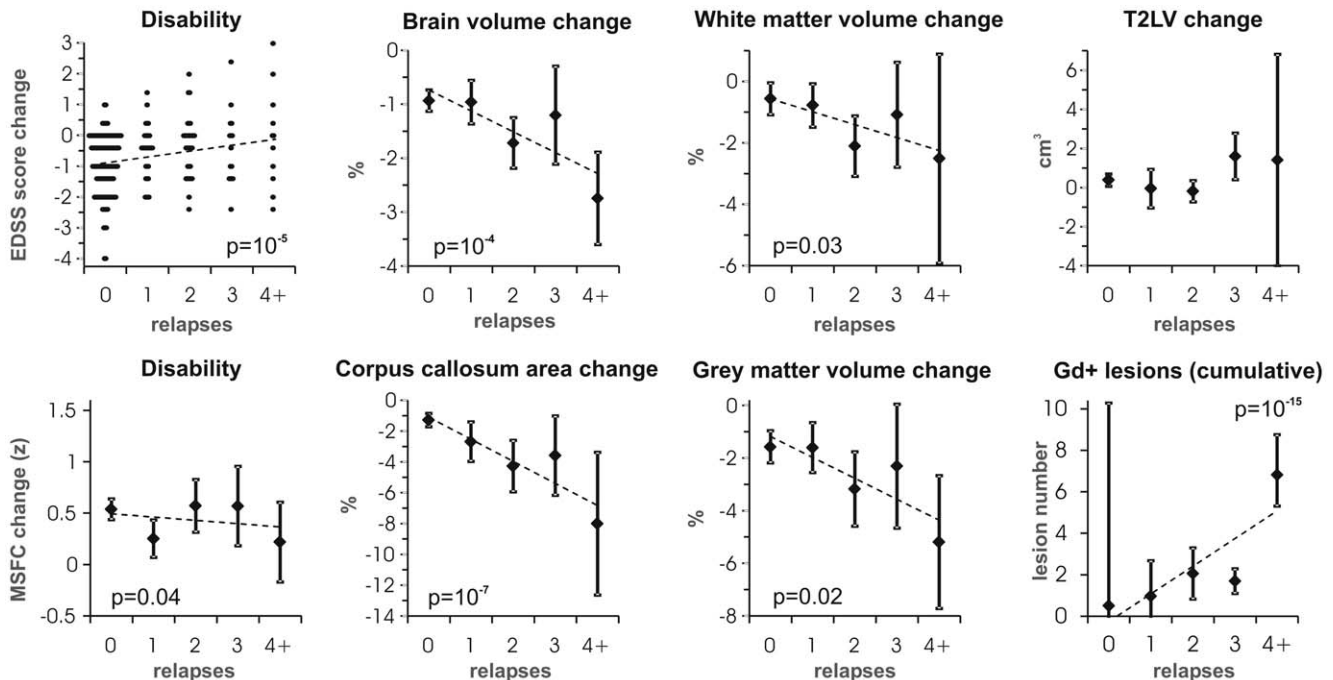 Disability
EDSS score change
3
2
1
0
-1
-2
-3
-4
p=10⁻⁵
0 1 2 3 4+
relapses
Brain volume change
%
0
-1
-2
-3
-4
p=10⁻⁴
0 1 2 3 4+
relapses
White matter volume change
%
0
-2
-4
-6
p=0.03
0 1 2 3 4+
relapses
T2LV change
cm³
6
4
2
0
-2
-4
0 1 2 3 4+
relapses
Disability
MSFC change (z)
1.5
1
0.5
0
-0.5
p=0.04
0 1 2 3 4+
relapses
Corpus callosum area change
%
0
-2
-4
-6
-8
-10
-12
-14
p=10⁻⁷
0 1 2 3 4+
relapses
Grey matter volume change
%
0
-2
-4
-6
-8
p=0.02
0 1 2 3 4+
relapses
Gd+ lesions (cumulative)
lesion number
10
8
6
4
2
0
p=10⁻¹⁵
0 1 2 3 4+
relapses